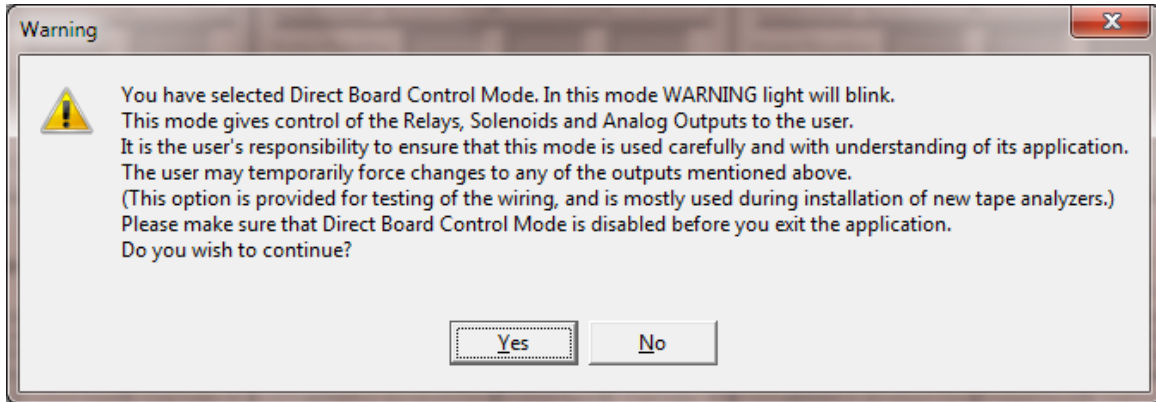 Warning
You have selected Direct Board Control Mode. In this mode WARNING light will blink.
This mode gives control of the Relays, Solenoids and Analog Outputs to the user.
It is the user's responsibility to ensure that this mode is used carefully and with understanding of its application.
The user may temporarily force changes to any of the outputs mentioned above.
(This option is provided for testing of the wiring, and is mostly used during installation of new tape analyzers.)
Please make sure that Direct Board Control Mode is disabled before you exit the application.
Do you wish to continue?
Yes No